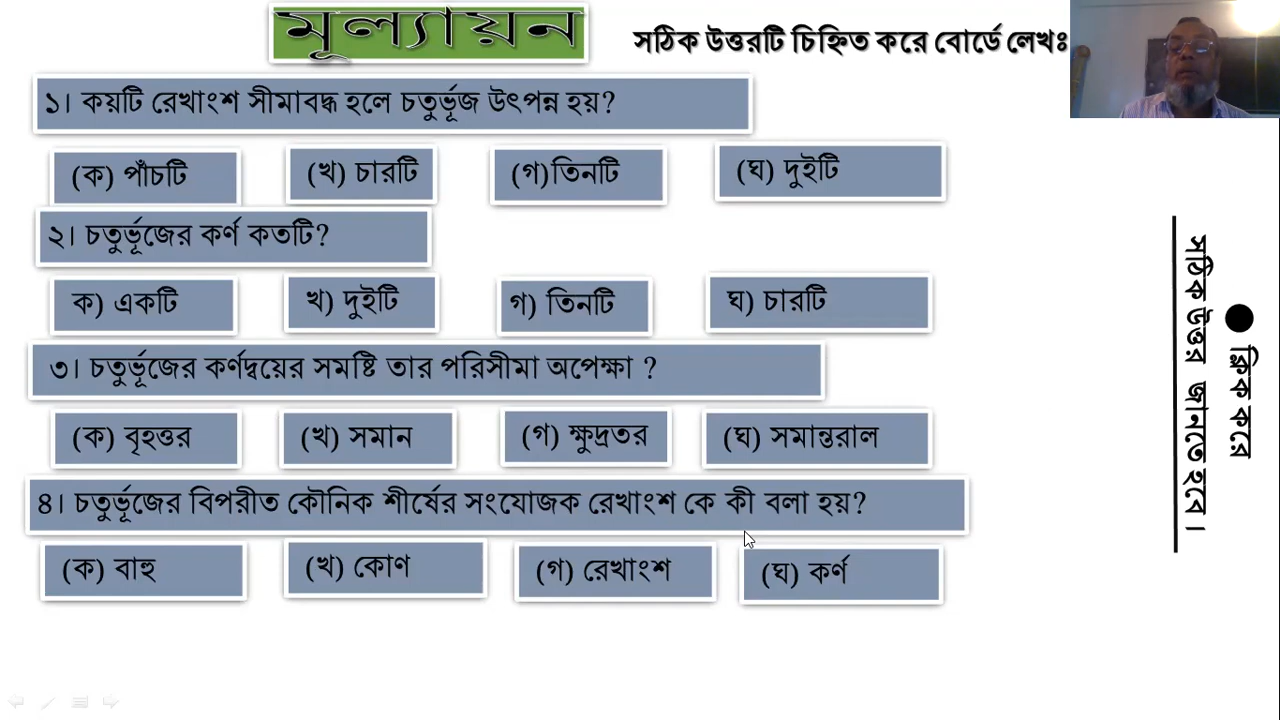 মূল্যায়ন
সঠিক উত্তরটি চিহ্নিত করে বোর্ডে লেখঃ
১। কয়টি রেখাংশ সীমাবদ্ধ হলে চতুর্ভূজ উৎপন্ন হয়?
(ক) পাঁচটি (খ) চারটি (গ)তিনটি (ঘ) দুইটি
২। চতুর্ভূজের কর্ণ কতটি?
ক) একটি খ) দুইটি গ) তিনটি ঘ) চারটি
৩। চতুর্ভূজের কর্ণদ্বয়ের সমষ্টি তার পরিসীমা অপেক্ষা ?
(ক) বৃহত্তর (খ) সমান (গ) ক্ষুদ্রতর (ঘ) সমান্তরাল
৪। চতুর্ভূজের বিপরীত কৌনিক শীর্ষের সংযোজক রেখাংশ কে কী বলা হয়?
(ক) বাহু (খ) কোণ (গ) রেখাংশ (ঘ) কর্ণ
● ক্লিক করে
সঠিক উত্তর জানতে হবে।